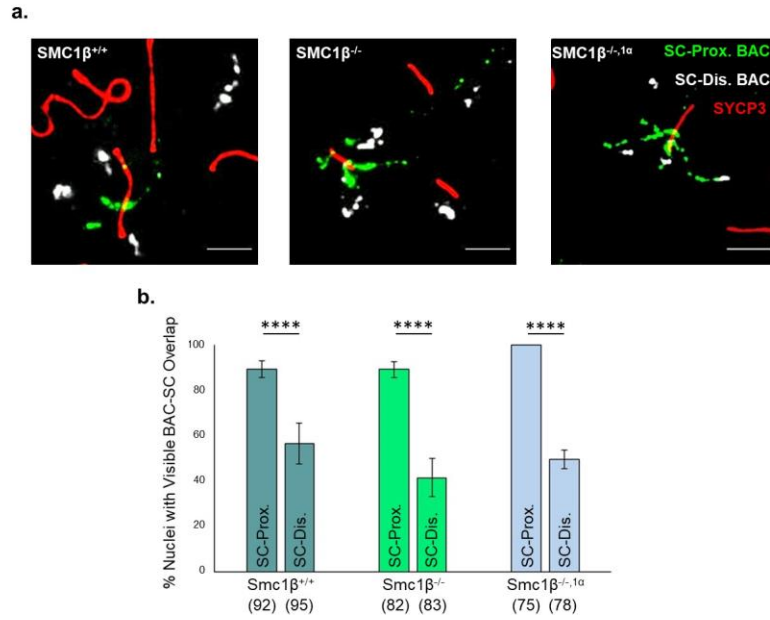 a.
SMC1β+/+
SMC1β-/-
SMC1β-/-,1α
SC-Prox. BAC
SC-Dis. BAC
SYCP3
b.
% Nuclei with Visible BAC-SC Overlap
100
80
60
40
20
0
****
****
****
SC-Prox.
SC-Dis.
SC-Prox.
SC-Dis.
SC-Prox.
SC-Dis.
Smc1β+/+
Smc1β-/-
Smc1β-/-,1α
(92) (95)
(82) (83)
(75) (78)